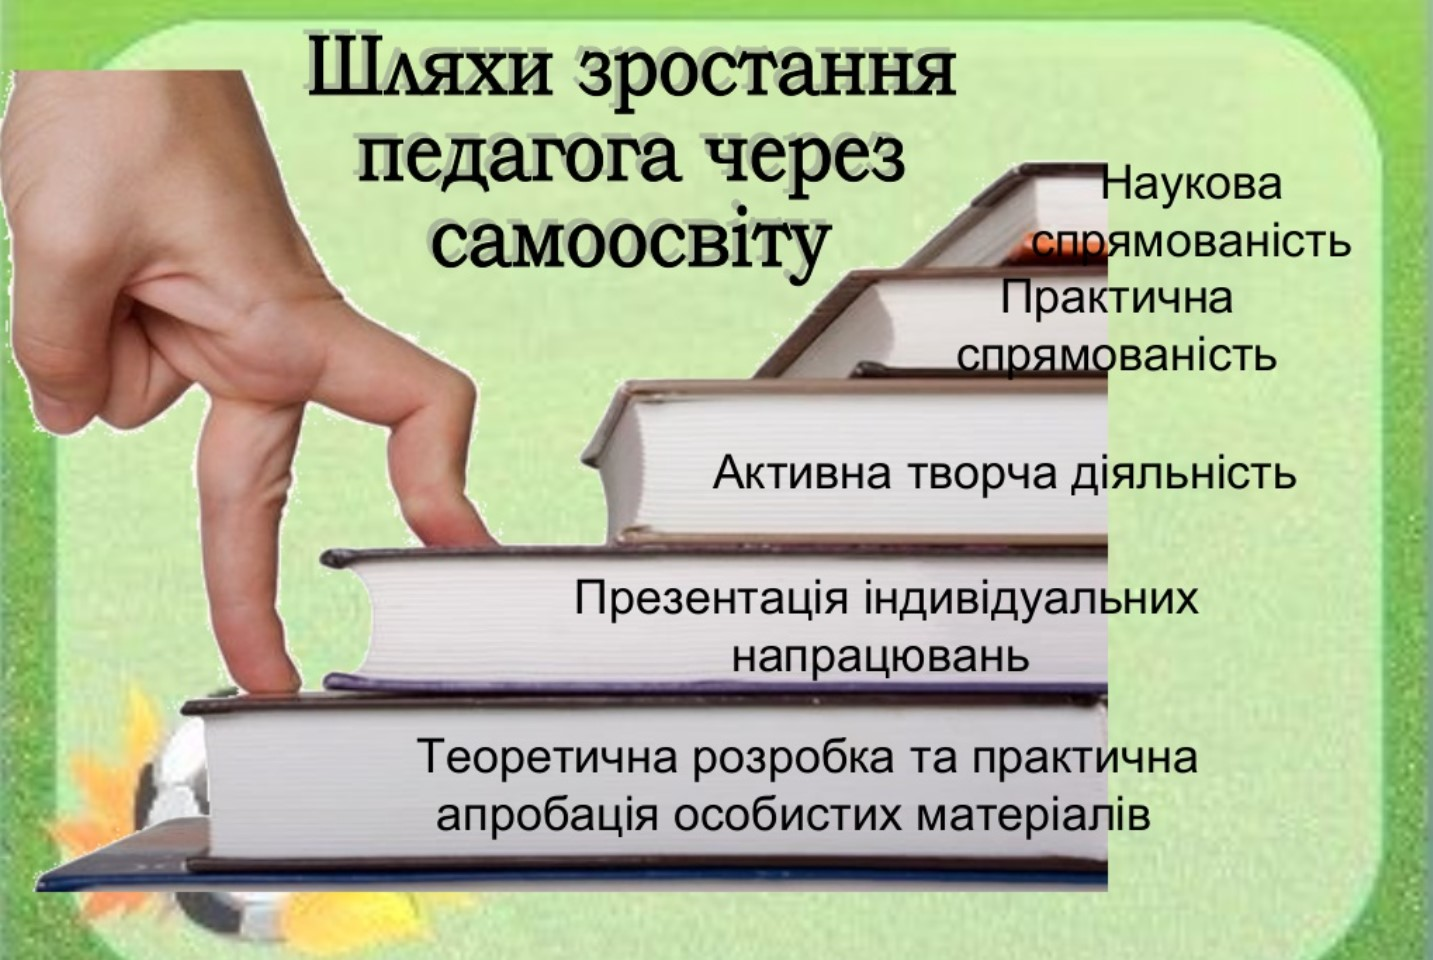 Шляхи зростання
педагога через
самоосвіту
Наукова
спрямованість
Практична
спрямованість
Активна творча діяльність
Презентація індивідуальних
напрацювань
Теоретична розробка та практична
апробація особистих матеріалів